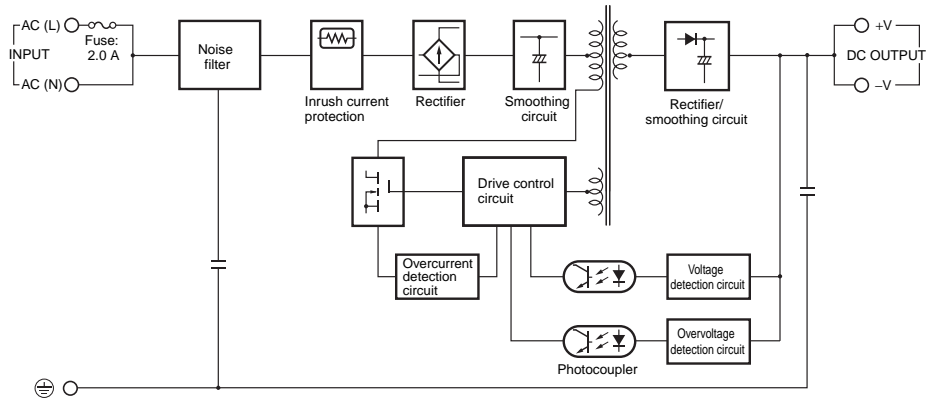 AC (L)
Fuse:
2.0 A
INPUT
AC (N)
Noise
filter
Inrush current
protection
Rectifier
Smoothing
circuit
Rectifier/
smoothing circuit
+V
DC OUTPUT
–V
Drive control
circuit
Overcurrent
detection
circuit
Voltage
detection circuit
Overvoltage
detection circuit
Photocoupler